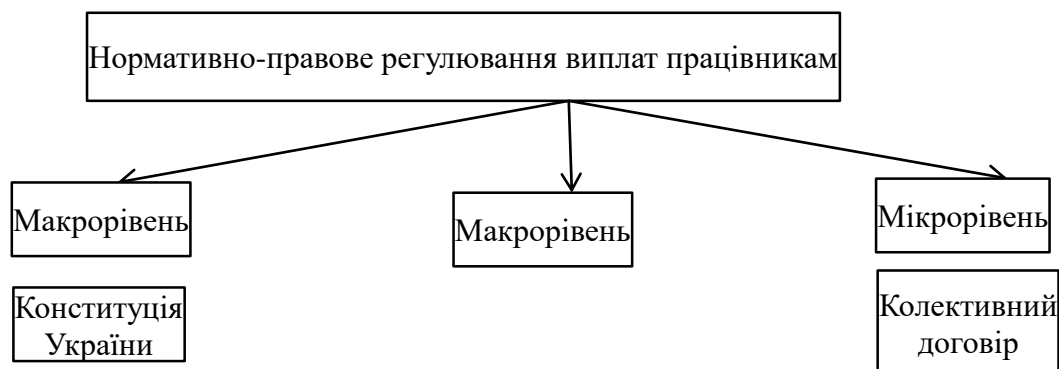 Нормативно-правове регулювання виплат працівникам
Макрорівень
Макрорівень
Мікрорівень
Конституція
України
Колективний
договір